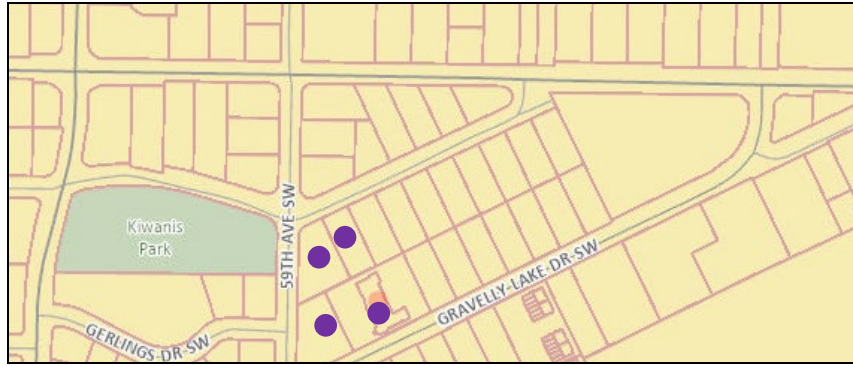 59TH-AVE-SW
Kiwanis
Park
GRAVELLY-LAKE-DR-SW
GERLINGS-DR-SW